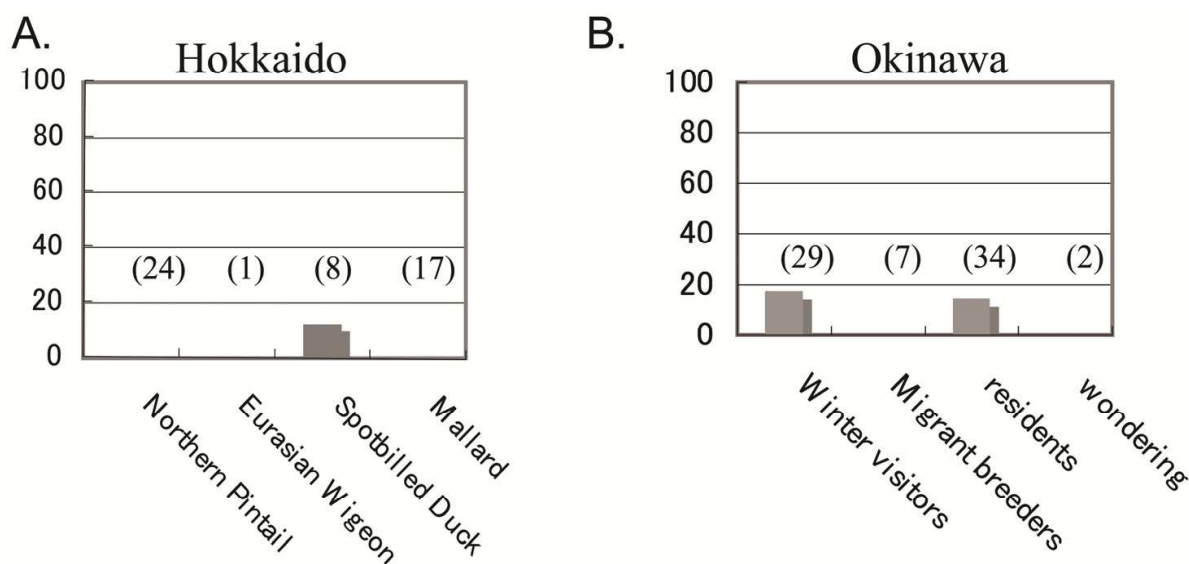 A.
Hokkaido
100
80
60
40
20
0
(24) (1) (8) (17)
Northern Pintail
Eurasian Wigeon
Spotbilled Duck
Mallard
B.
Okinawa
100
80
60
40
20
0
(29) (7) (34) (2)
Winter visitors
Migrant breeders
residents
wondering